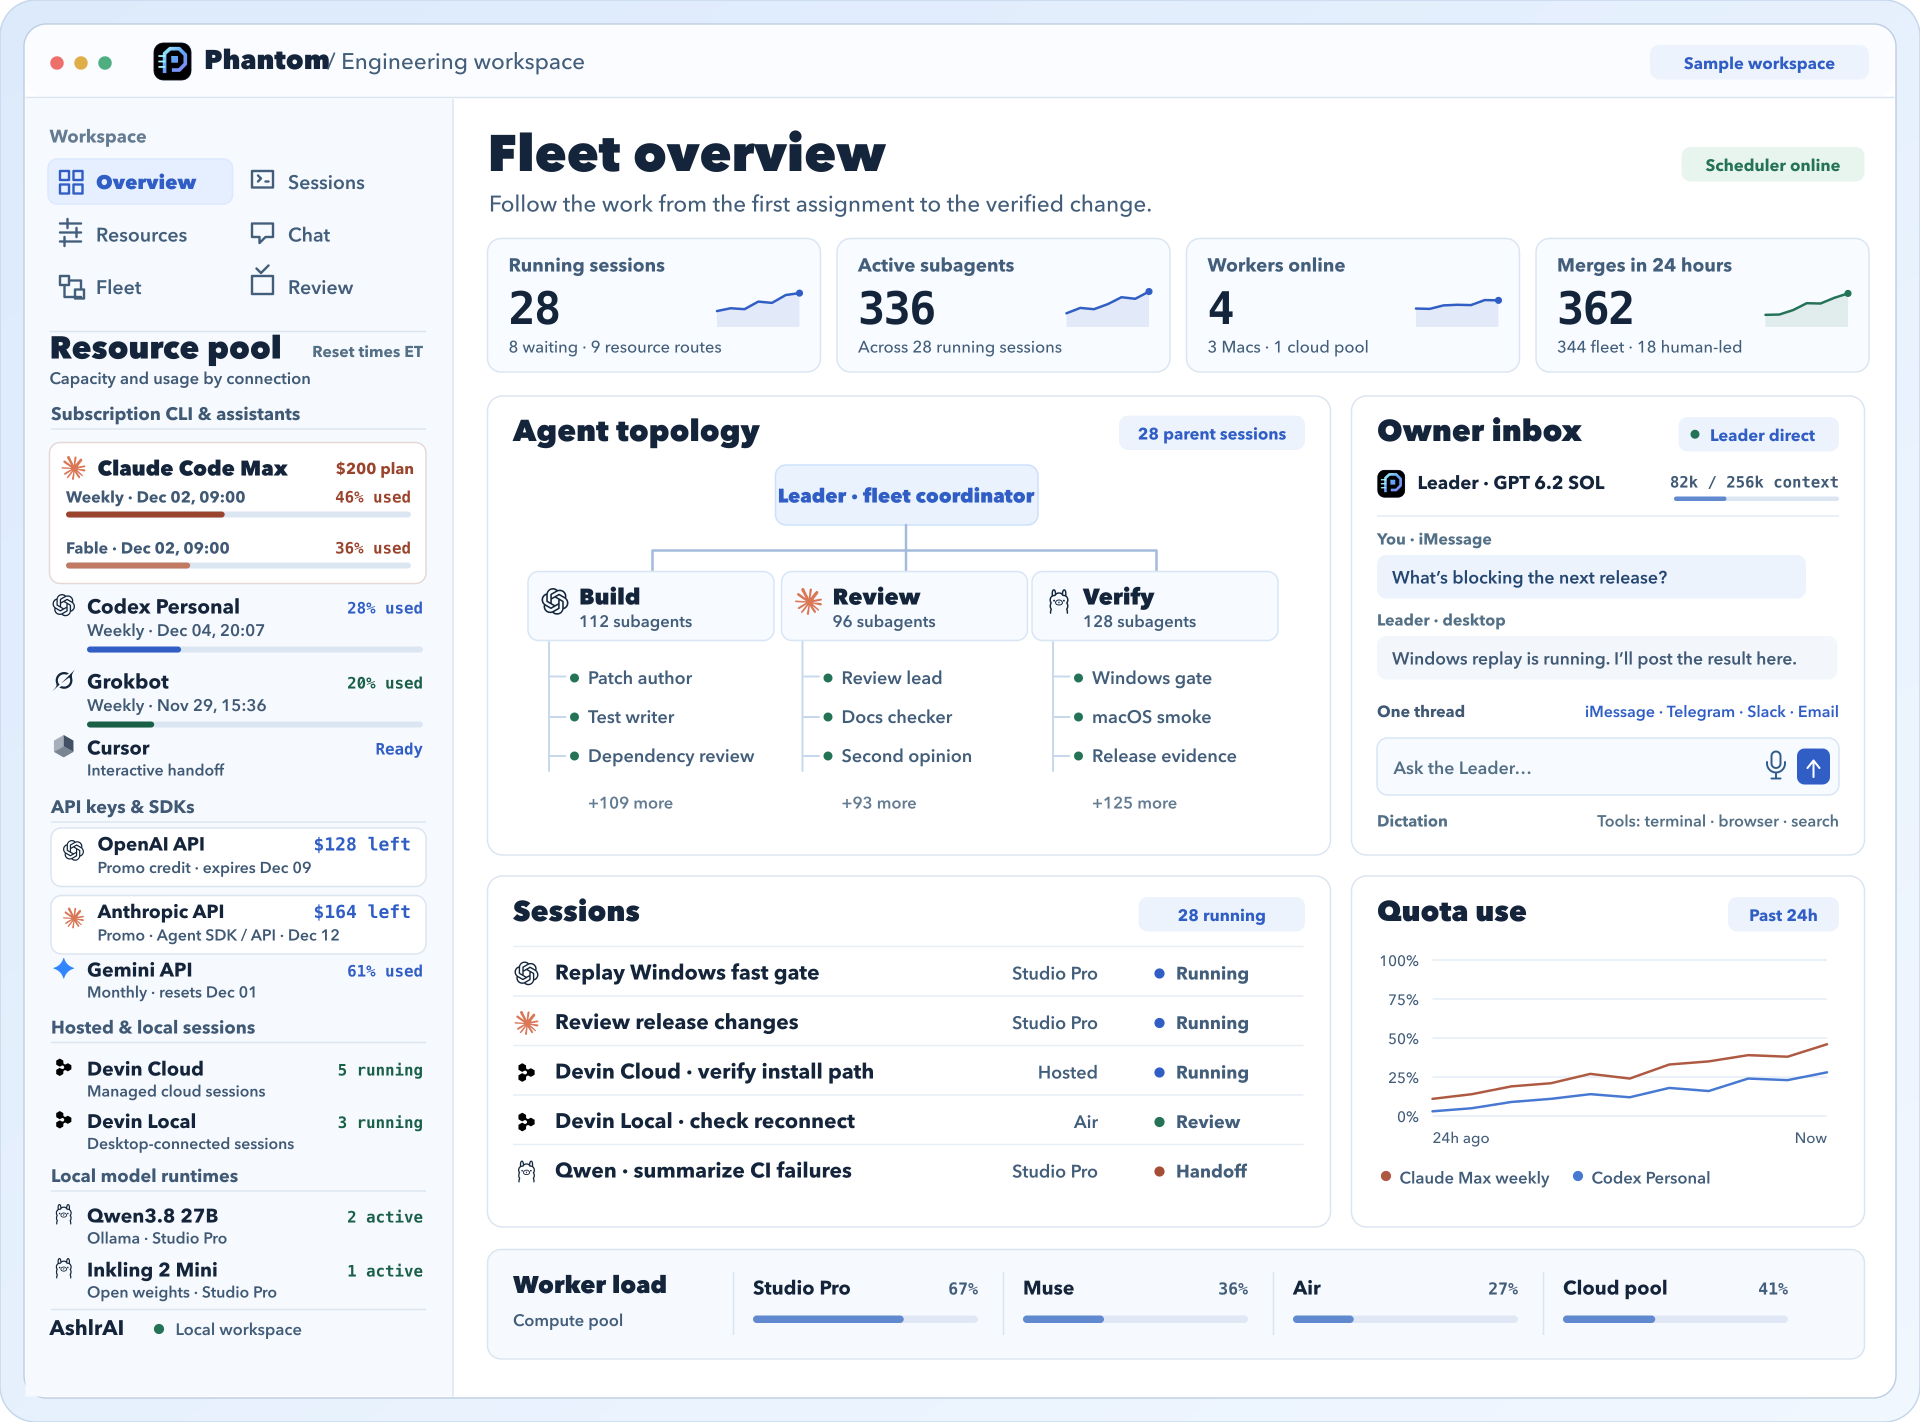 Phantom / Engineering workspace
Sample workspace
Workspace
Overview
Sessions
Resources
Chat
Fleet
Review
Resource pool
Reset times ET
Capacity and usage by connection
Subscription CLI & assistants
Claude Code Max
$200 plan
Weekly · Dec 02, 09:00
46% used
Fable · Dec 02, 09:00
36% used
Codex Personal
28% used
Weekly · Dec 04, 20:07
Grokbot
20% used
Weekly · Nov 29, 15:36
Cursor
Ready
Interactive handoff
API keys & SDKs
OpenAI API
$128 left
Promo credit · expires Dec 09
Anthropic API
$164 left
Promo · Agent SDK / API · Dec 12
Gemini API
61% used
Monthly · resets Dec 01
Hosted & local sessions
Devin Cloud
5 running
Managed cloud sessions
Devin Local
3 running
Desktop-connected sessions
Local model runtimes
Qwen3.8 27B
2 active
Ollama · Studio Pro
Inkling 2 Mini
1 active
Open weights · Studio Pro
AshlrAI
Local workspace
Fleet overview
Scheduler online
Follow the work from the first assignment to the verified change.
Running sessions
28
8 waiting · 9 resource routes
Active subagents
336
Across 28 running sessions
Workers online
4
3 Macs · 1 cloud pool
Merges in 24 hours
362
344 fleet · 18 human-led
Agent topology
28 parent sessions
Leader · fleet coordinator
Build
112 subagents
Patch author
Test writer
Dependency review
+109 more
Review
96 subagents
Review lead
Docs checker
Second opinion
+93 more
Verify
128 subagents
Windows gate
macOS smoke
Release evidence
+125 more
Owner inbox
Leader direct
Leader · GPT 6.2 SOL
82k / 256k context
You · iMessage
What's blocking the next release?
Leader · desktop
Windows replay is running. I'll post the result here.
One thread
iMessage · Telegram · Slack · Email
Ask the Leader…
Dictation
Tools: terminal · browser · search
Sessions
28 running
Replay Windows fast gate
Studio Pro
Running
Review release changes
Studio Pro
Running
Devin Cloud · verify install path
Hosted
Running
Devin Local · check reconnect
Air
Review
Qwen · summarize CI failures
Studio Pro
Handoff
Quota use
Past 24h
100%
75%
50%
25%
0%
24h ago
Now
Claude Max weekly
Codex Personal
Worker load
Compute pool
Studio Pro
67%
Muse
36%
Air
27%
Cloud pool
41%